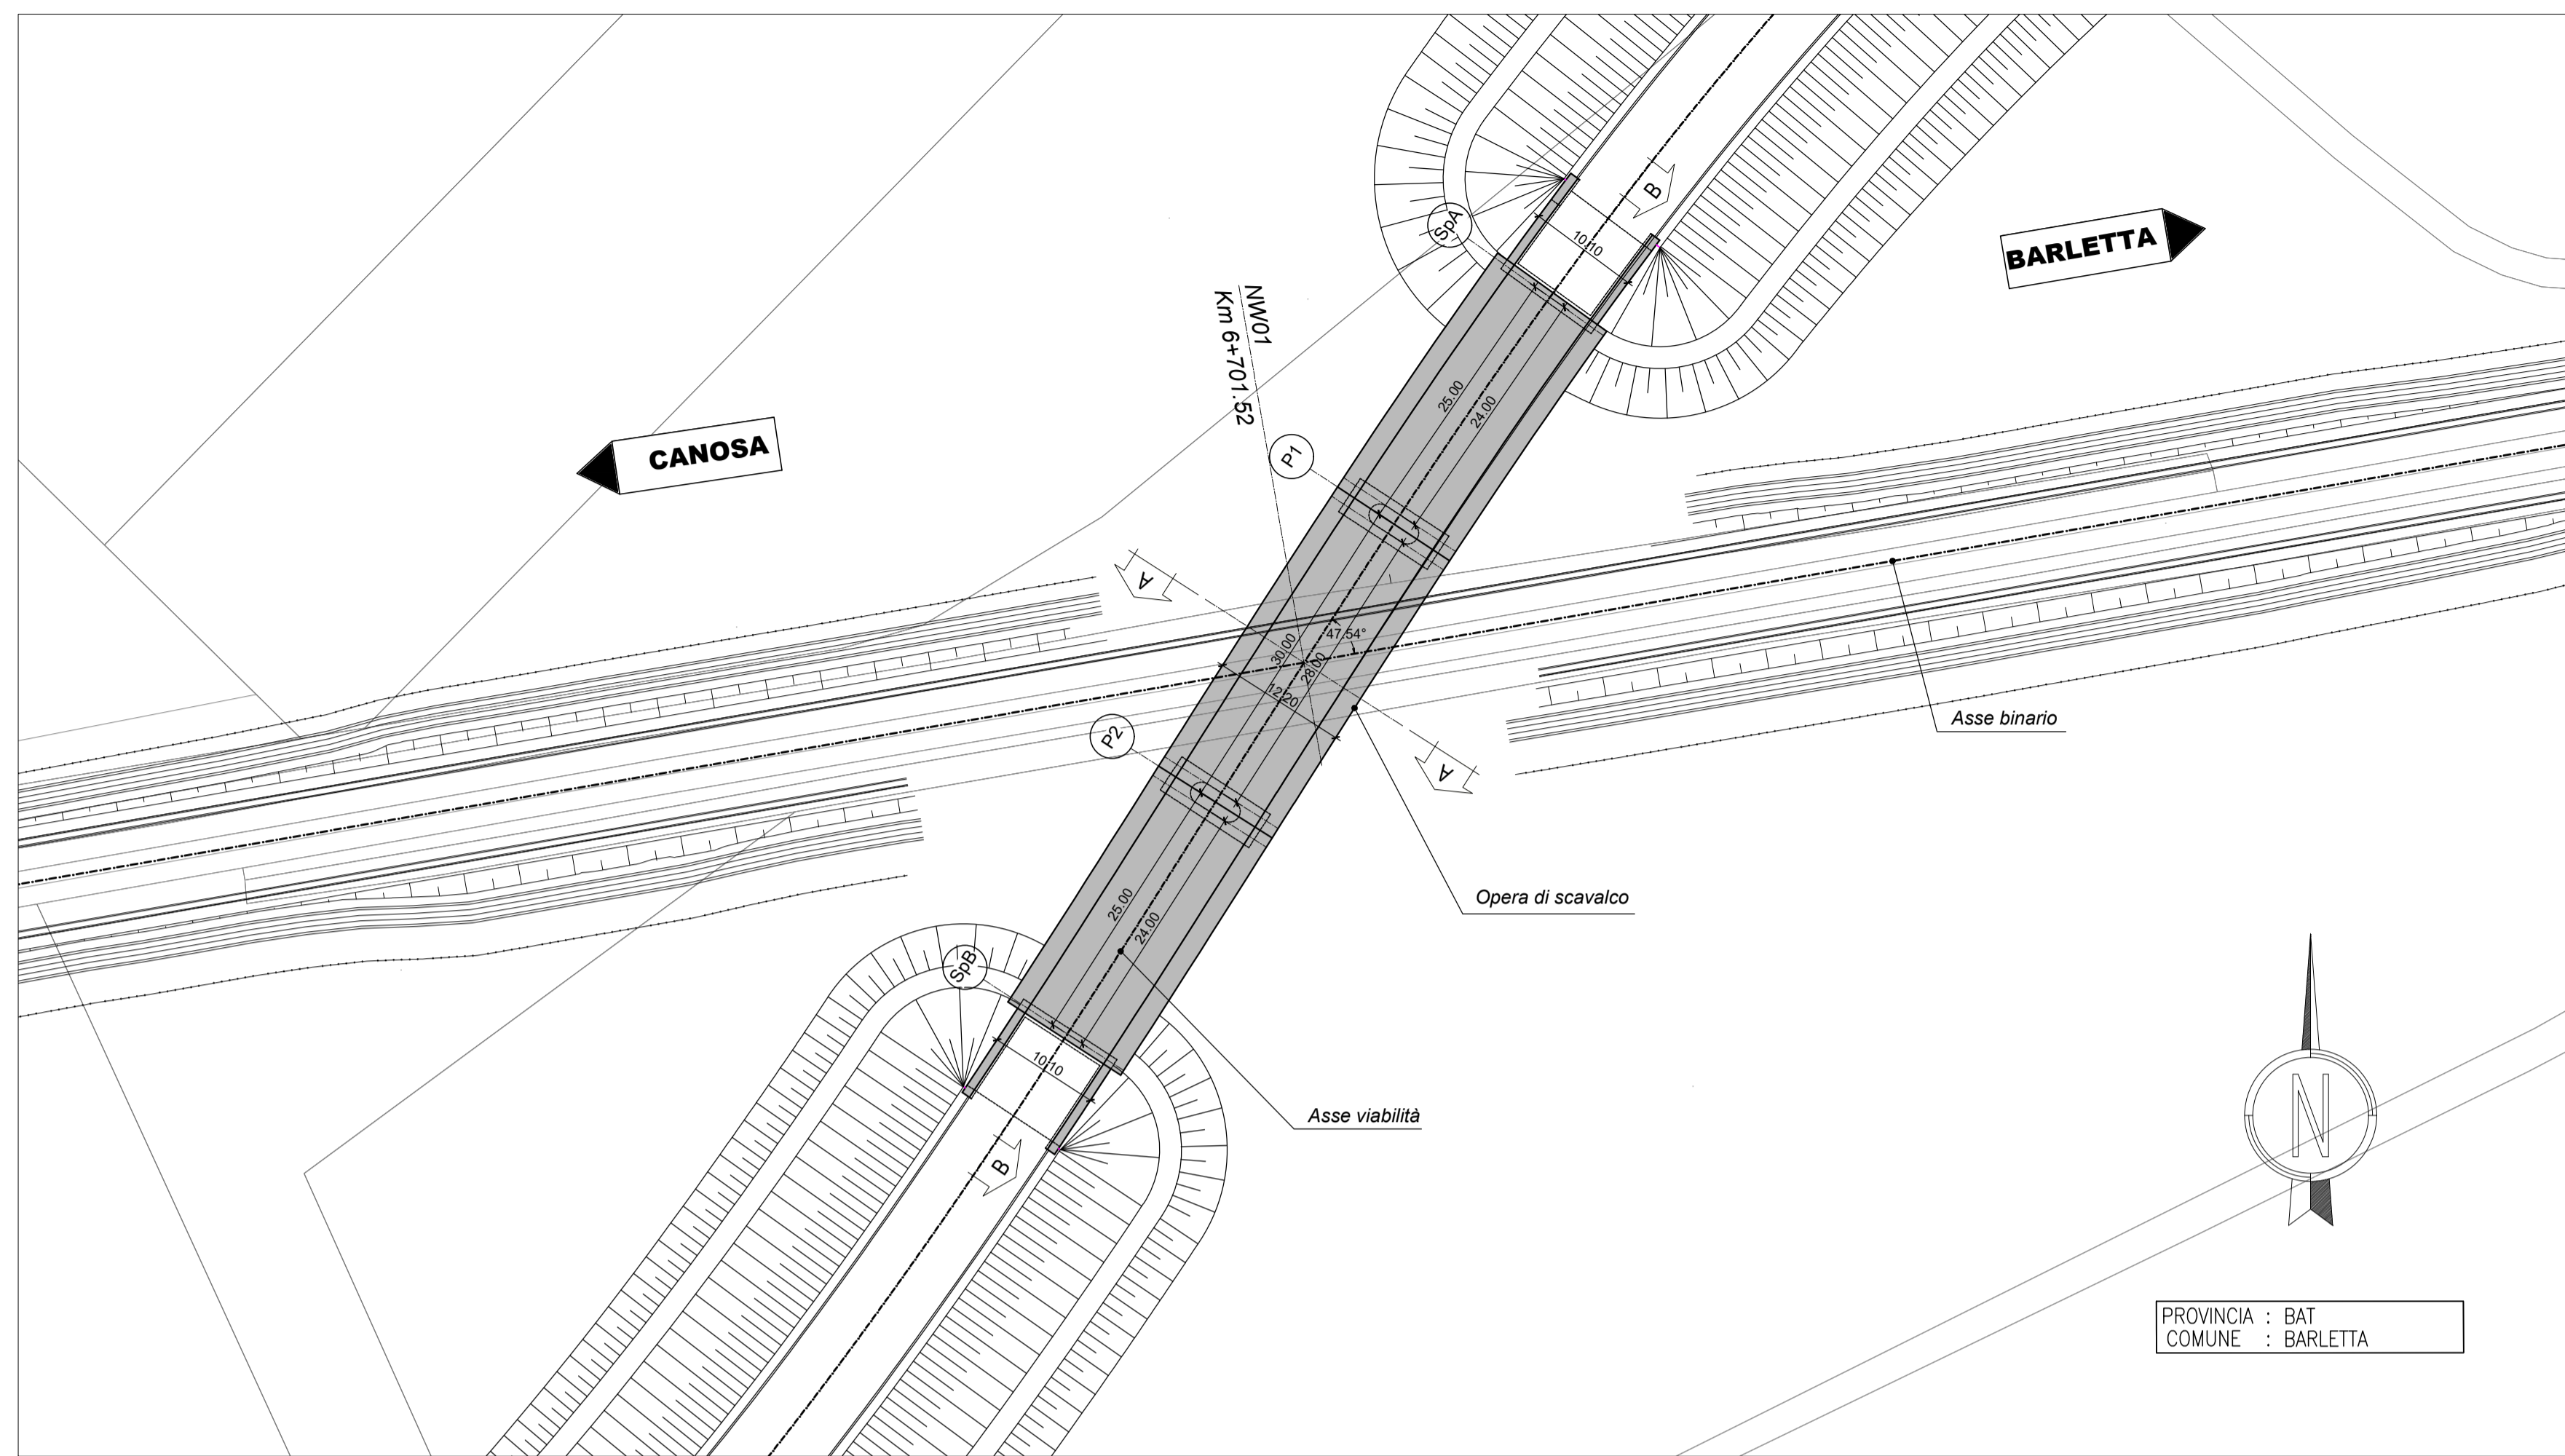 B
SpA
10.10
BARLETTA
NW01
Km 6+701.52
25.00
24.00
CANOSA
P1
A
47.54°
30.00
28.00
12.20
Asse binario
P2
A
Opera di scavalco
25.00
24.00
SpB
10.10
Asse viabilità
B
N
PROVINCIA : BAT
COMUNE : BARLETTA